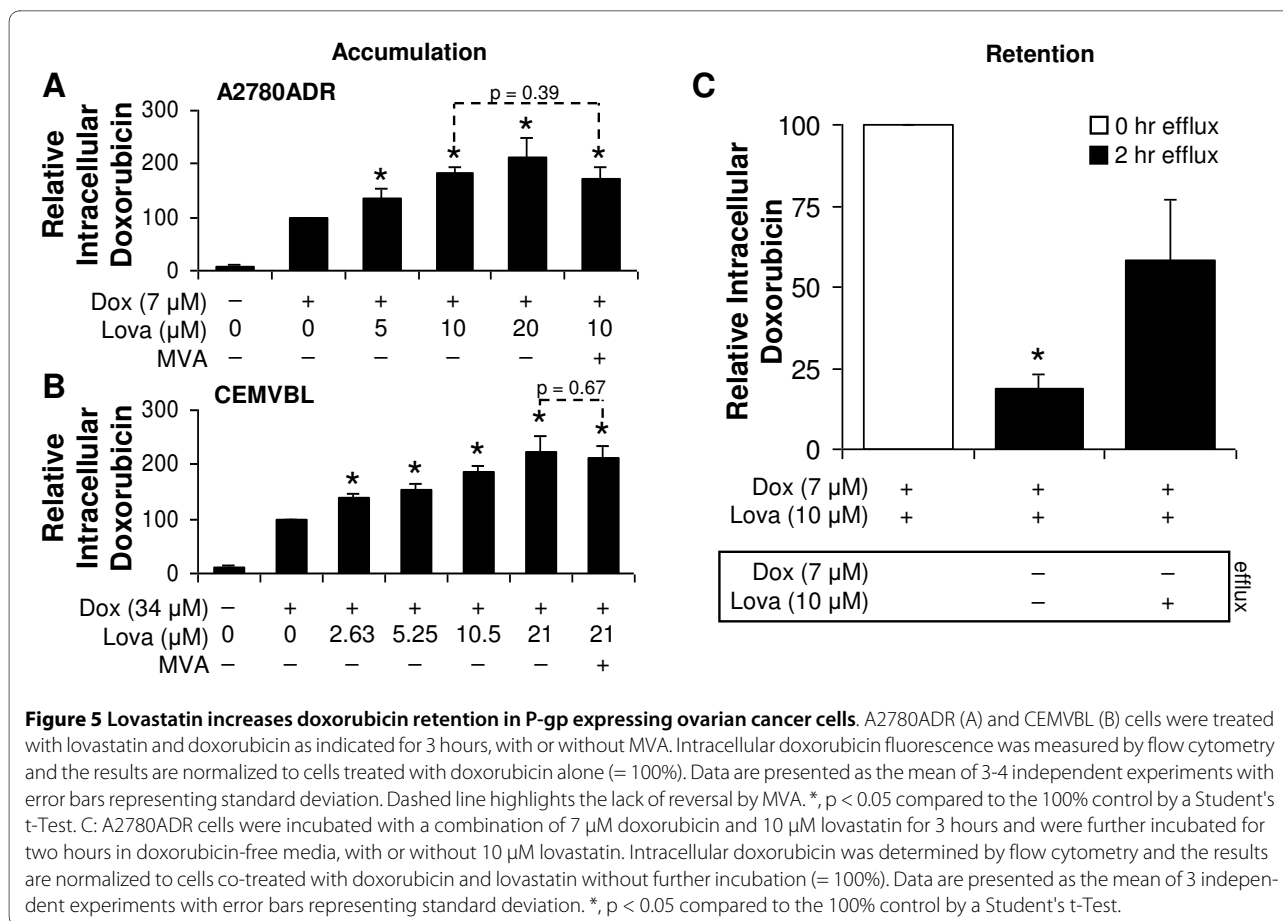 Accumulation
A
A2780ADR
p = 0.39
Relative
Intracellular
Doxorubicin
300
200
100
0
* * * *
Dox (7 µM) – + + + + +
Lova (µM) 0 0 5 10 20 10
MVA – – – – – +
B
CEMVBL
p = 0.67
Relative
Intracellular
Doxorubicin
300
200
100
0
* * * * *
Dox (34 µM) – + + + + + +
Lova (µM) 0 0 2.63 5.25 10.5 21 21
MVA – – – – – – +
Retention
C
Relative Intracellular
Doxorubicin
100
75
50
25
0
0 hr efflux
2 hr efflux
*
Dox (7 µM) + + +
Lova (10 µM) + + +
Dox (7 µM) – –
Lova (10 µM) – +
efflux
Figure 5 Lovastatin increases doxorubicin retention in P-gp expressing ovarian cancer cells. A2780ADR (A) and CEMVBL (B) cells were treated
with lovastatin and doxorubicin as indicated for 3 hours, with or without MVA. Intracellular doxorubicin fluorescence was measured by flow cytometry
and the results are normalized to cells treated with doxorubicin alone (= 100%). Data are presented as the mean of 3-4 independent experiments with
error bars representing standard deviation. Dashed line highlights the lack of reversal by MVA. *, p < 0.05 compared to the 100% control by a Student's
t-Test. C: A2780ADR cells were incubated with a combination of 7 µM doxorubicin and 10 µM lovastatin for 3 hours and were further incubated for
two hours in doxorubicin-free media, with or without 10 µM lovastatin. Intracellular doxorubicin was determined by flow cytometry and the results
are normalized to cells co-treated with doxorubicin and lovastatin without further incubation (= 100%). Data are presented as the mean of 3 indepen-
dent experiments with error bars representing standard deviation. *, p < 0.05 compared to the 100% control by a Student's t-Test.